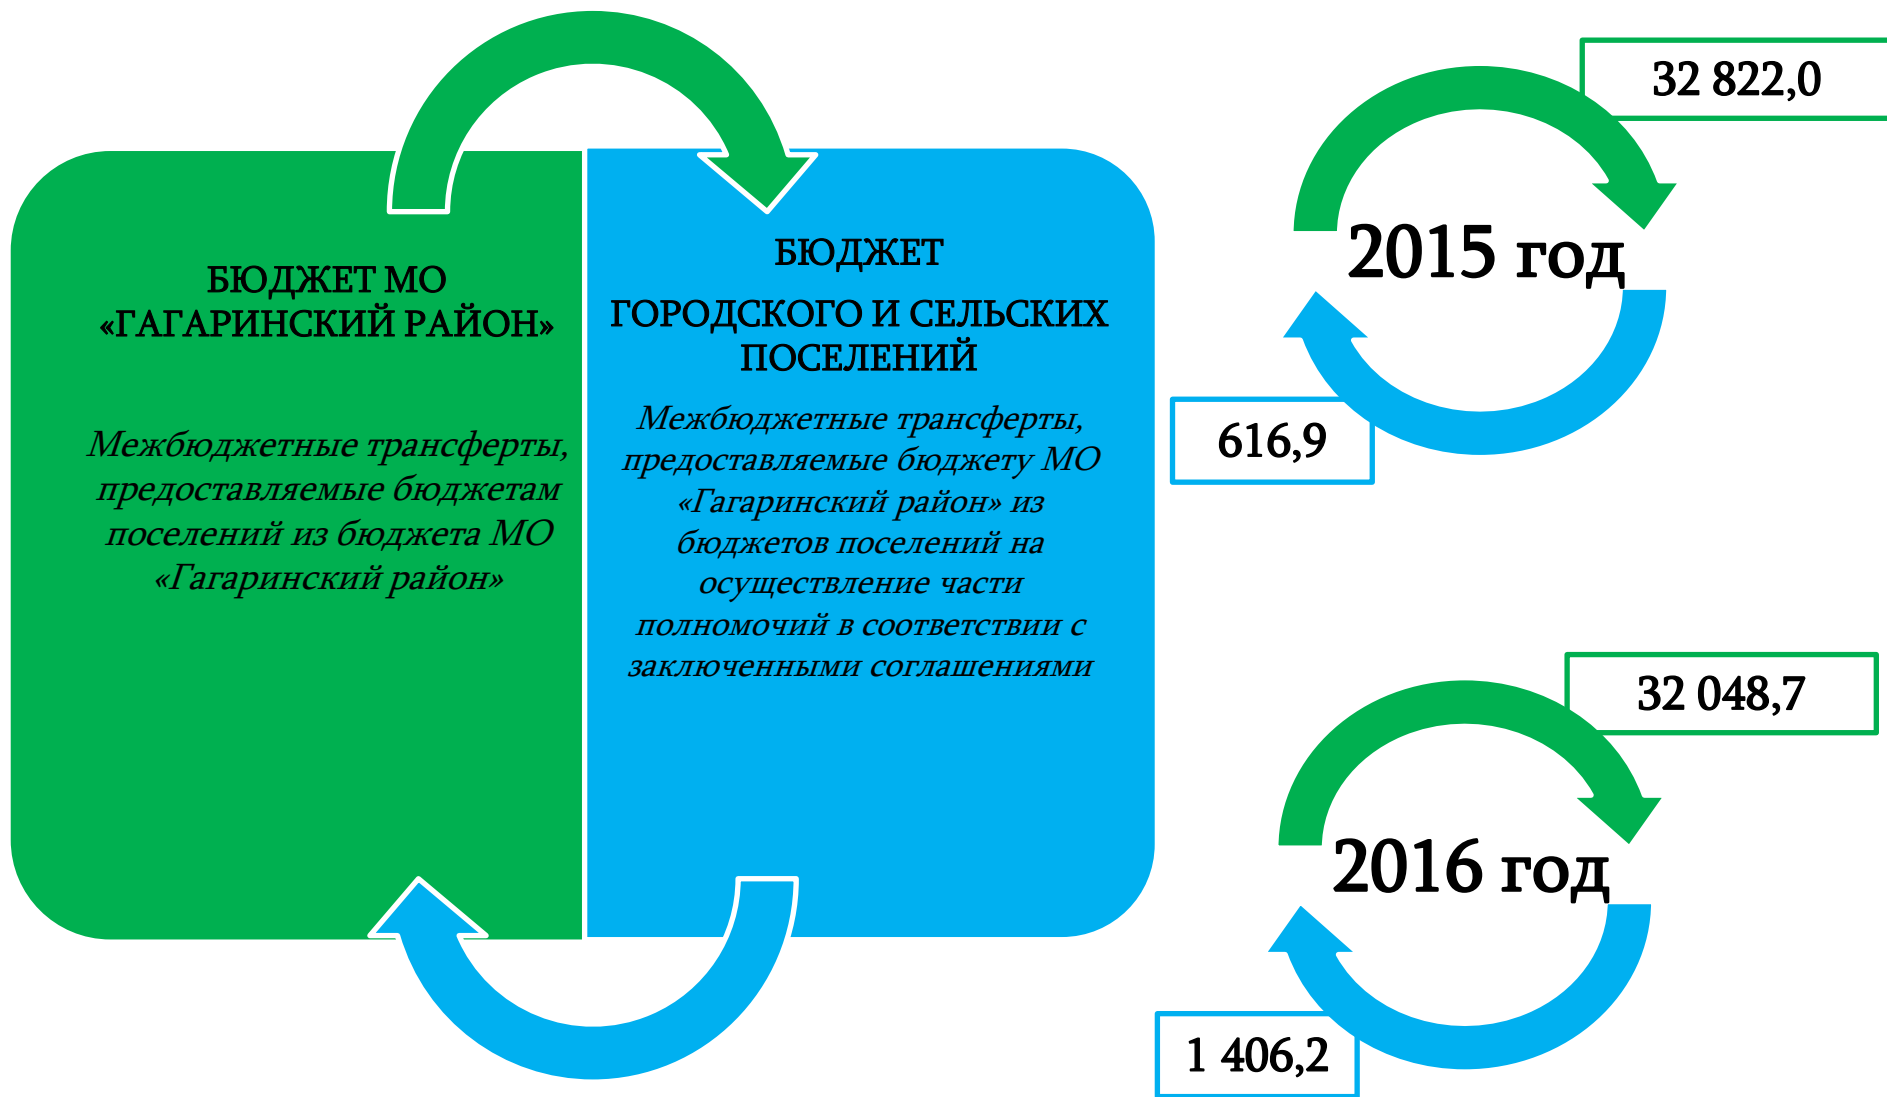 БЮДЖЕТ МО
«ГАГАРИНСКИЙ РАЙОН»
Межбюджетные трансферты,
предоставляемые бюджетам
поселений из бюджета МО
«Гагаринский район»
БЮДЖЕТ
ГОРОДСКОГО И СЕЛЬСКИХ
ПОСЕЛЕНИЙ
Межбюджетные трансферты,
предоставляемые бюджету МО
«Гагаринский район» из
бюджетов поселений на
осуществление части
полномочий в соответствии с
заключенными соглашениями
32 822,0
2015 год
616,9
32 048,7
2016 год
1 406,2